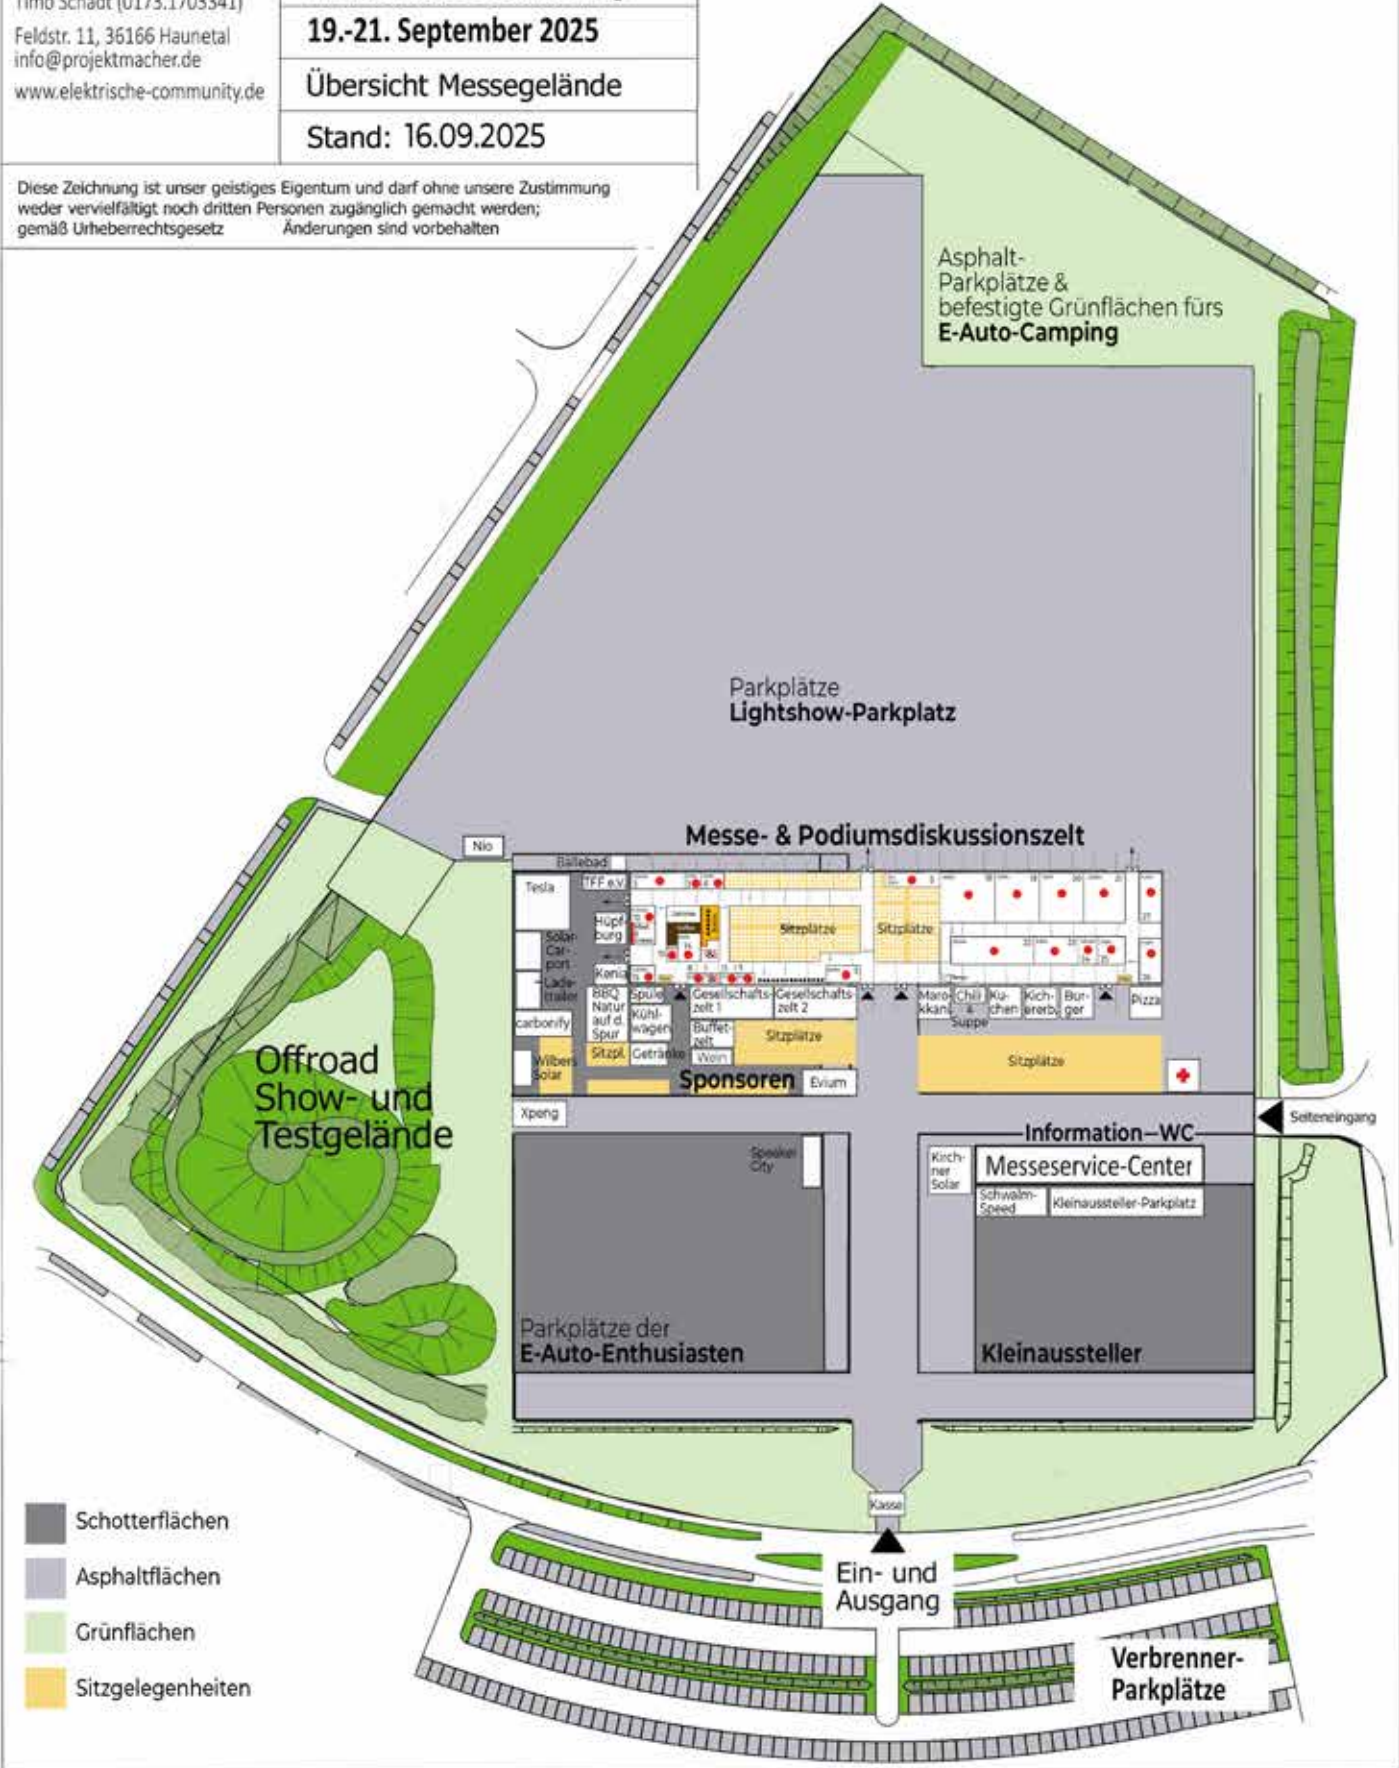 Timo Schadt (0173.1703341)
Feldstr. 11, 36166 Haunetal
info@projektmacher.de
www.elektrische-community.de
19.-21. September 2025
Übersicht Messegelände
Stand: 16.09.2025
Diese Zeichnung ist unser geistiges Eigentum und darf ohne unsere Zustimmung
weder vervielfältigt noch dritten Personen zugänglich gemacht werden;
gemäß Urheberrechtsgesetz Änderungen sind vorbehalten
Asphalt-
Parkplätze &
befestigte Grünflächen fürs
E-Auto-Camping
Parkplätze
Lightshow-Parkplatz
Messe- & Podiumsdiskussionszelt
Nio
Bällebad
Tesla
TFF e.V.
Hüpf-
burg
Solar-
Car-
port
Kenia
Lade-
trailer
Sitzplätze
Sitzplätze
BBQ
Natur
auf d.
Spur
Spüle
Kühl-
wagen
Gesellschafts-
zelt 1
Gesellschafts-
zelt 2
Buffet-
zelt
Sitzplätze
carbonify
Sitzpl.
Getränke
Wein
Wilbers
Solar
Sponsoren
Evium
Maro-
kkan.
Chili
&
Suppe
Ku-
chen
Kich-
ererb.
Bur-
ger
Pizza
Sitzplätze
Xpeng
Seiteneingang
Offroad
Show- und
Testgelände
Information-WC
Speaker
City
Kirch-
ner
Solar
Messeservice-Center
Schwalm-
Speed
Kleinaussteller-Parkplatz
Parkplätze der
E-Auto-Enthusiasten
Kleinaussteller
Kasse
Ein- und
Ausgang
Verbrenner-
Parkplätze
Schotterflächen
Asphaltflächen
Grünflächen
Sitzgelegenheiten